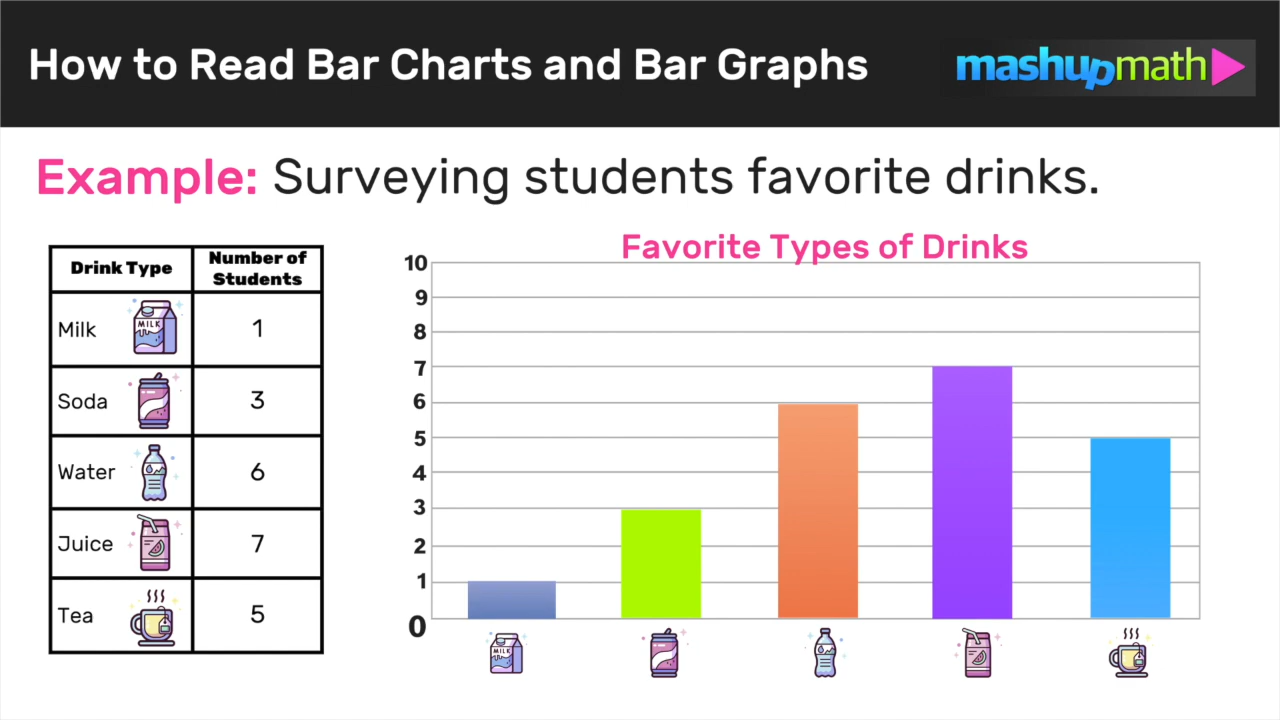 How to Read Bar Charts and Bar Graphs
mashupmath
Example: Surveying students favorite drinks.
Drink Type
Number of
Students
Milk
MILK
1
Soda
3
Water
6
Juice
7
Tea
5
Favorite Types of Drinks
10
9
8
7
6
5
4
3
2
1
0
MILK